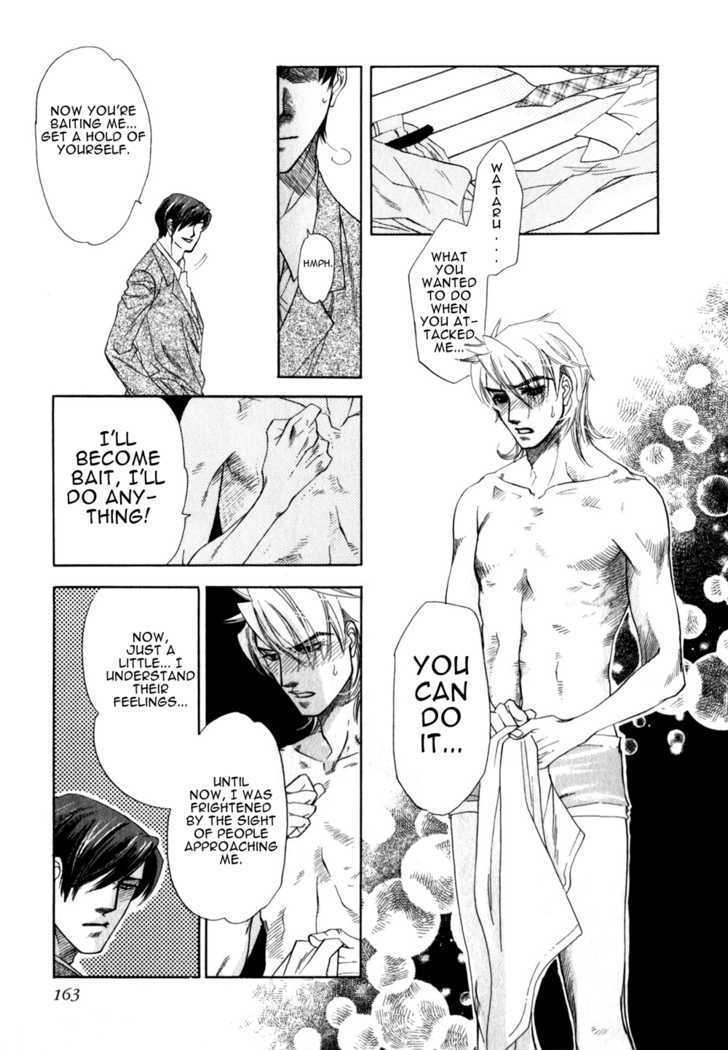 WATARU...
WHAT
YOU
WANTED
TO DO
WHEN
YOU AT-
TACKED
ME...
YOU
CAN
DO
IT...
HMPH.
NOW YOU'RE
BAITING ME...
GET A HOLD OF
YOURSELF.
I'LL
BECOME
BAIT, I'LL
DO ANY-
THING!
UNTIL
NOW, I WAS
FRIGHTENED
BY THE SIGHT
OF PEOPLE
APPROACHING
ME.
NOW,
JUST A
LITTLE... I
UNDERSTAND
THEIR
FEELINGS...
163